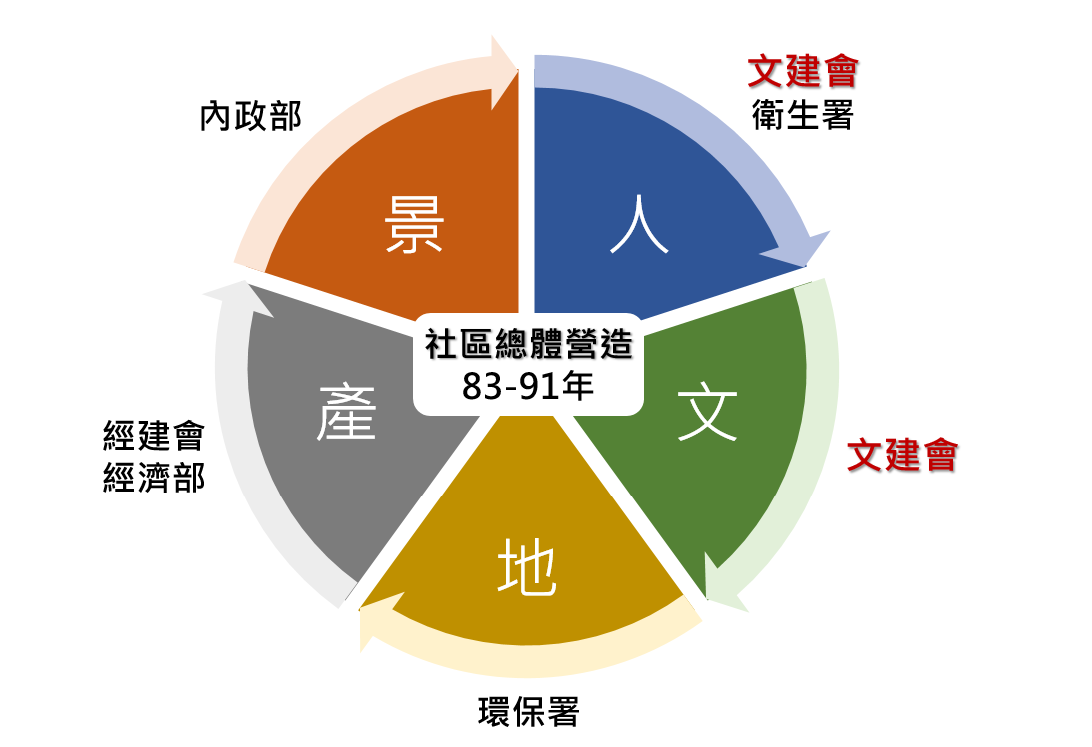 文建會
衛生署
內政部
景
人
社區總體營造
83-91年
產
文
經建會
經濟部
文建會
地
環保署